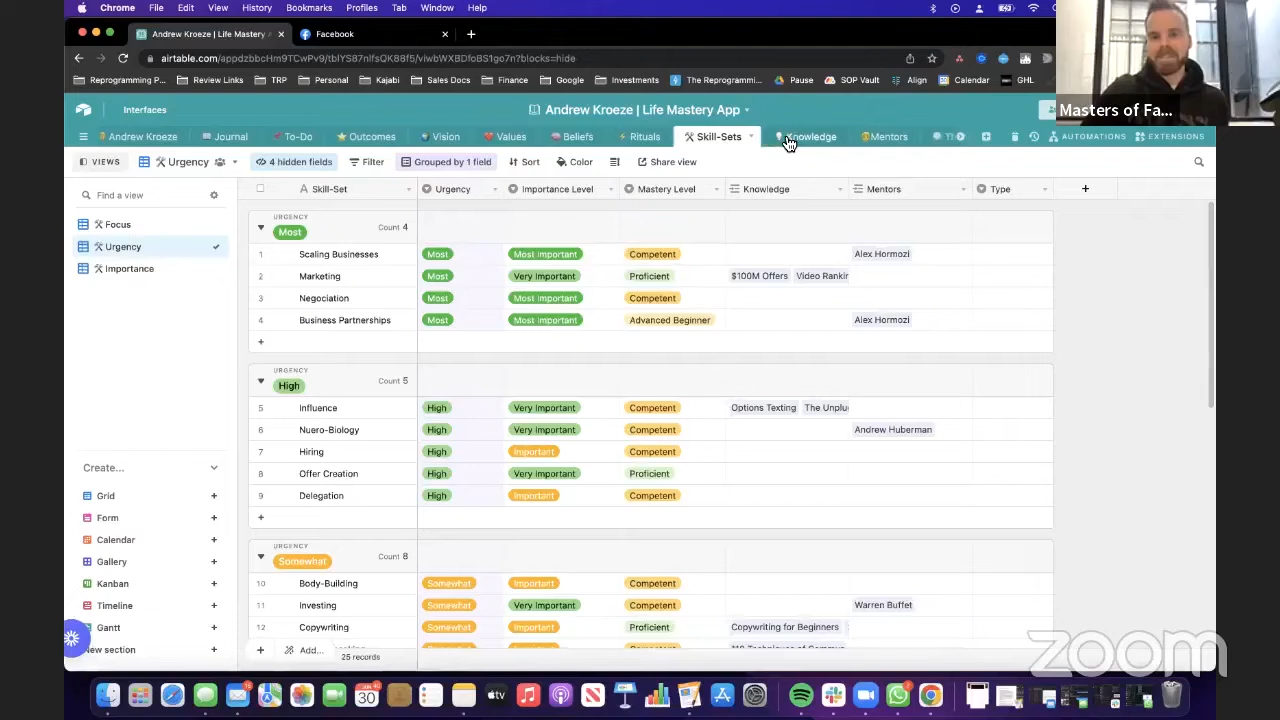 Chrome File Edit View History Bookmarks Profiles Tab Window Help
Andrew Kroeze | Life Mastery A Facebook
airtable.com/appdzbbcHm9TCwPv9/tblYS87nlfsQK88f5/viwbWXBDfoBS1go7n?blocks=hide
Reprogramming P... Review Links TRP Personal Kajabi Sales Docs Finance Google Investments The Reprogrammi... Pause SOP Vault Align Calendar GHL
Masters of Fa...
Interfaces Andrew Kroeze | Life Mastery App
Andrew Kroeze Journal To-Do Outcomes Vision Values Beliefs Rituals Skill-Sets Knowledge Mentors AUTOMATIONS EXTENSIONS
VIEWS Urgency 4 hidden fields Filter Grouped by 1 field Sort Color Share view
Find a view
Skill-Set Urgency Importance Level Mastery Level Knowledge Mentors Type
Focus
Urgency
Importance
URGENCY
Most Count 4
1 Scaling Businesses Most Most Important Competent Alex Hormozi
2 Marketing Most Very Important Proficient $100M Offers Video Rankin
3 Negociation Most Most Important Competent
4 Business Partnerships Most Most Important Advanced Beginner Alex Hormozi
URGENCY
High Count 5
5 Influence High Very Important Competent Options Texting The Unplu
6 Nuero-Biology High Very Important Competent Andrew Huberman
7 Hiring High Important Competent
8 Offer Creation High Very Important Proficient
9 Delegation High Important Competent
URGENCY
Somewhat Count 8
10 Body-Building Somewhat Important Competent
11 Investing Somewhat Very Important Competent Warren Buffet
12 Copywriting Somewhat Important Proficient Copywriting for Beginners
Create...
Grid
Form
Calendar
Gallery
Kanban
Timeline
Gantt
New section
Add...
25 records
zoom